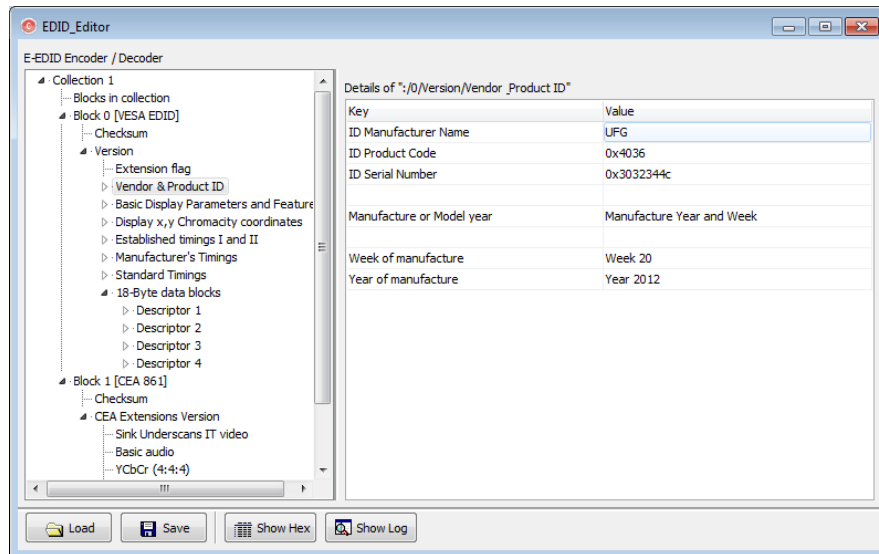 EDID_Editor
E-EDID Encoder / Decoder
Collection 1
Blocks in collection
Block 0 [VESA EDID]
Checksum
Version
Extension flag
Vendor & Product ID
Basic Display Parameters and Feature
Display x,y Chromacity coordinates
Established timings I and II
Manufacturer's Timings
Standard Timings
18-Byte data blocks
Descriptor 1
Descriptor 2
Descriptor 3
Descriptor 4
Block 1 [CEA 861]
Checksum
CEA Extensions Version
Sink Underscans IT video
Basic audio
YCbCr (4:4:4)
Details of ":/0/Version/Vendor_Product ID"
Key Value
ID Manufacturer Name UFG
ID Product Code 0x4036
ID Serial Number 0x3032344c
Manufacture or Model year Manufacture Year and Week
Week of manufacture Week 20
Year of manufacture Year 2012
Load Save Show Hex Show Log